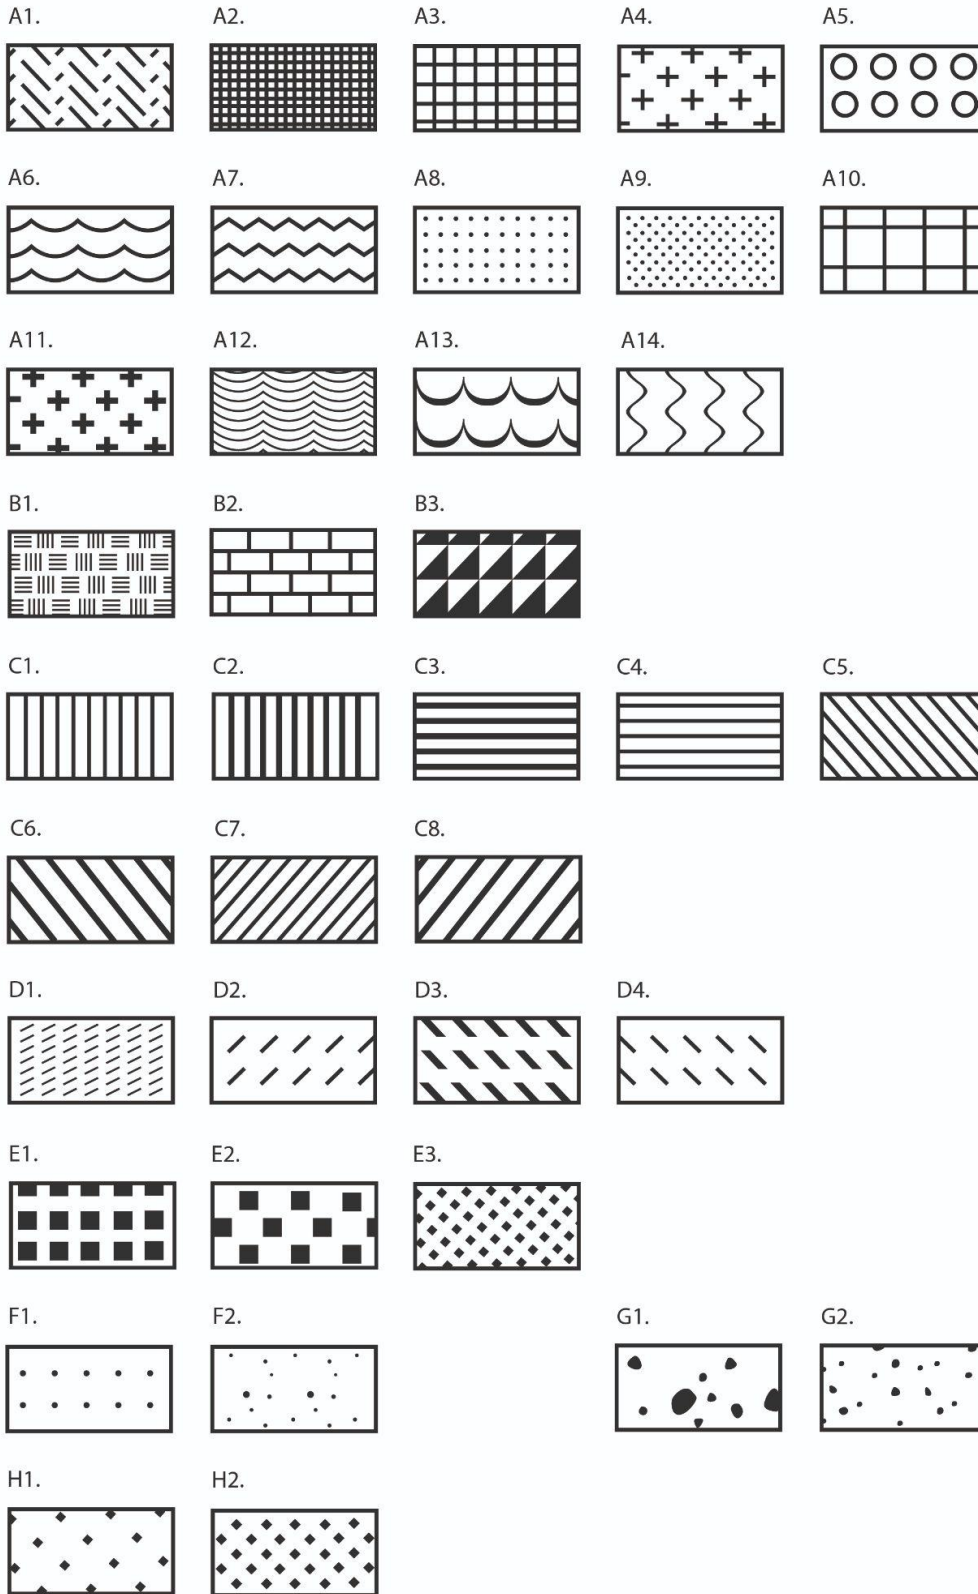 A1. A2. A3. A4. A5.
A6. A7. A8. A9. A10.
A11. A12. A13. A14.
B1. B2. B3.
C1. C2. C3. C4. C5.
C6. C7. C8.
D1. D2. D3. D4.
E1. E2. E3.
F1. F2. G1. G2.
H1. H2.